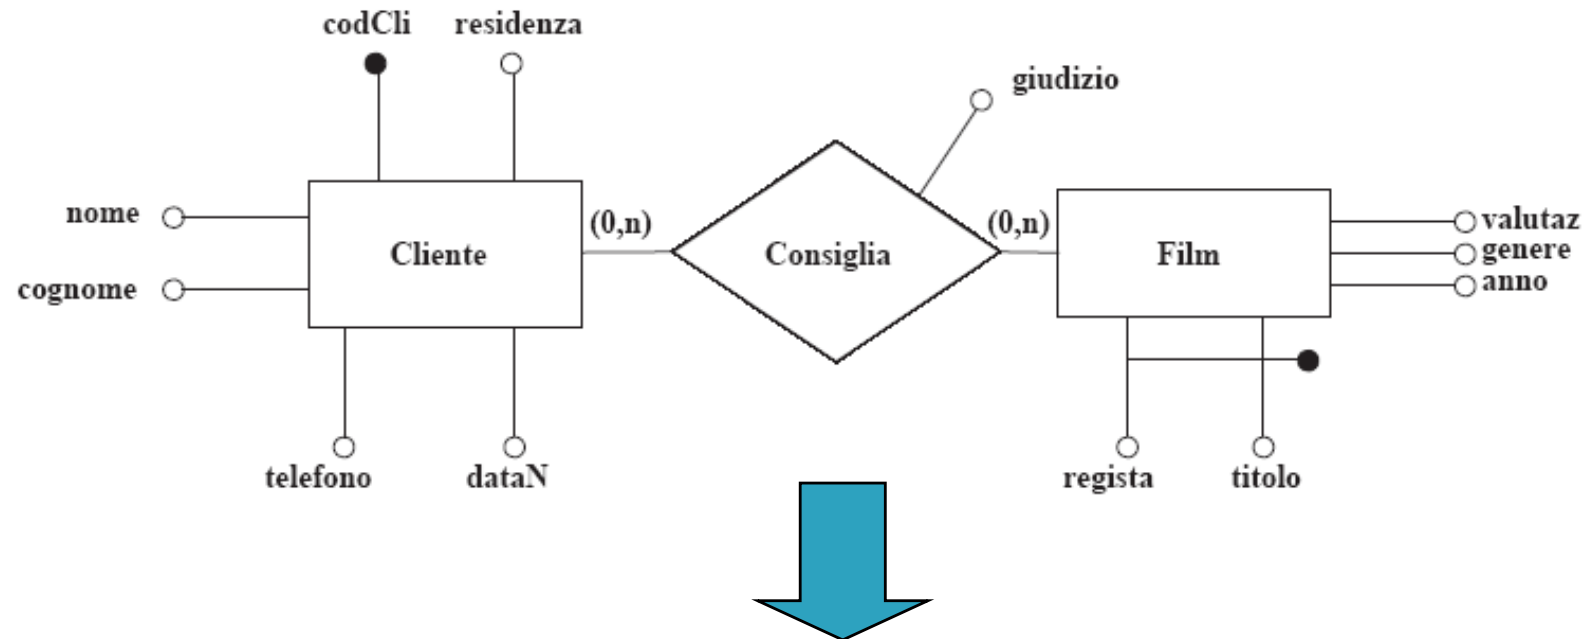 codCli residenza
giudizio
nome
(0,n) (0,n)
valutaz
Cliente Consiglia Film
genere
cognome
anno
telefono dataN
regista titolo